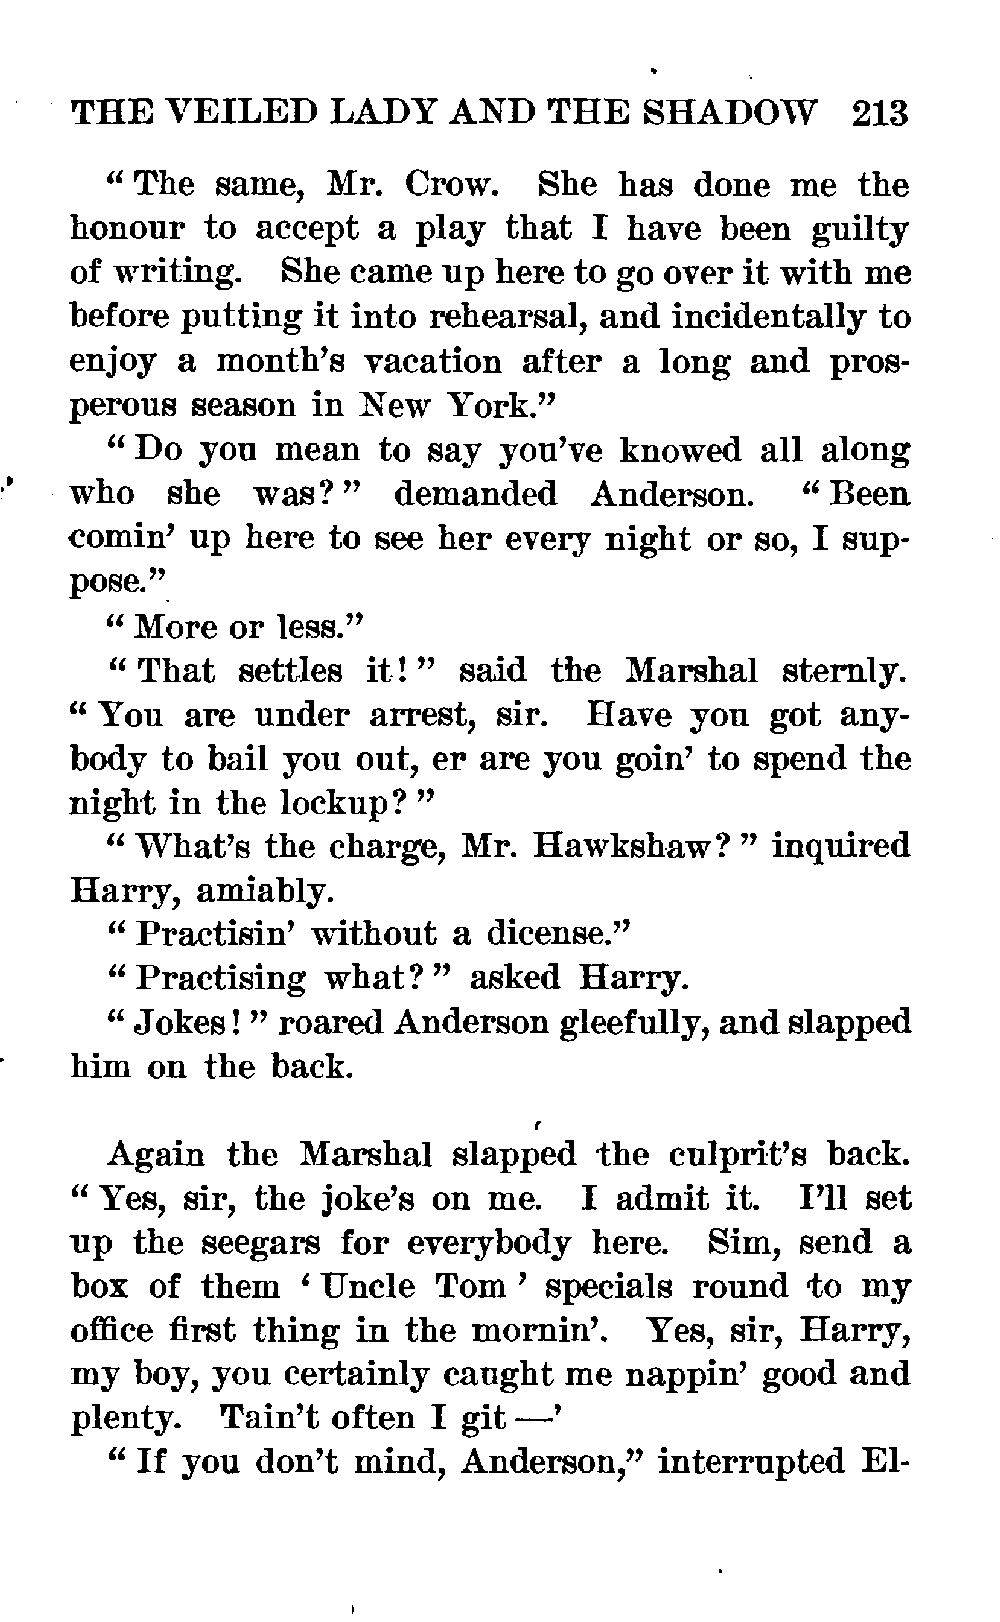 THE VEILED LADY AND THE SHADOW 213
“ The same, Mr. Crow. She has done me the
honour to accept a play that I have been guilty
of writing. She came up here to go over it with me
before putting it into rehearsal, and incidentally to
enjoy a month’s vacation after a long and pros-
perous season in New York.”
“ Do you mean to say you’ve knowed all along
who she was? ” demanded Anderson. “ Been
comin’ up here to see her every night or so, I sup-
pose.”
“ More or less.”
“ That settles it! ” said the Marshal sternly.
“ You are under arrest, sir. Have you got any-
body to bail you out, er are you goin’ to spend the
night in the lockup? ”
“ What’s the charge, Mr. Hawkshaw? ” inquired
Harry, amiably.
“ Practisin’ without a dicense.”
“ Practising what? ” asked Harry.
“ Jokes! ” roared Anderson gleefully, and slapped
him on the back.
Again the Marshal slapped the culprit’s back.
“ Yes, sir, the joke’s on me. I admit it. I’ll set
up the seegars for everybody here. Sim, send a
box of them ‘ Uncle Tom ’ specials round to my
office first thing in the mornin’. Yes, sir, Harry,
my boy, you certainly caught me nappin’ good and
plenty. Tain’t often I git —’
“ If you don’t mind, Anderson,” interrupted El-